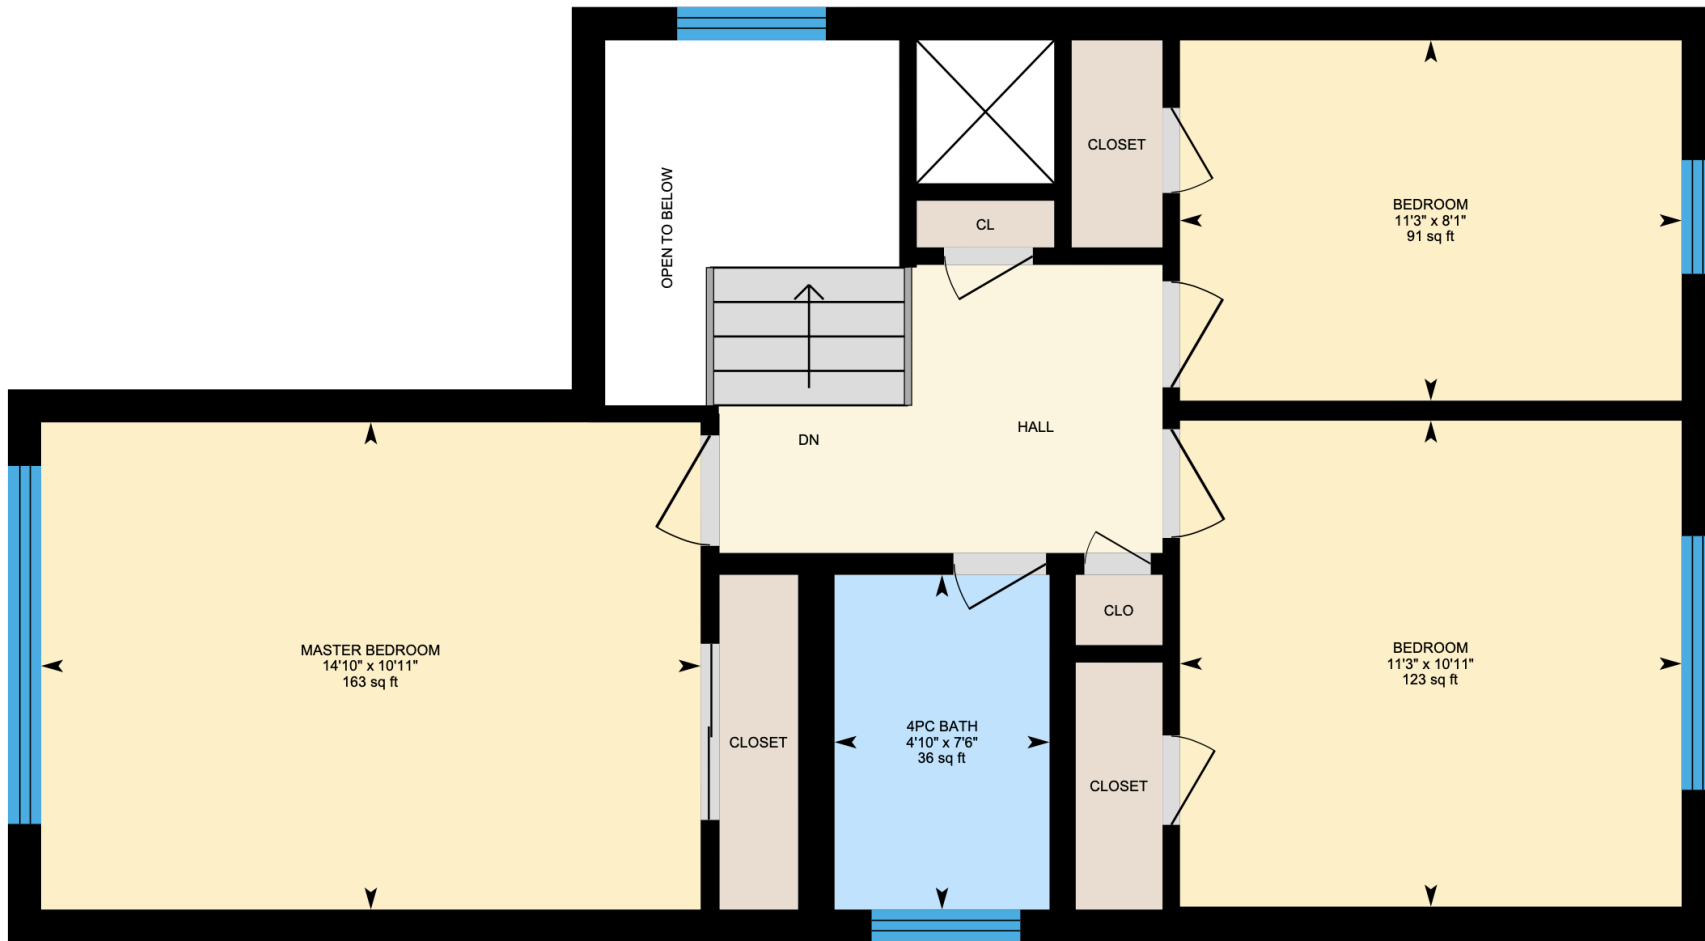 OPEN TO BELOW
CLOSET
CL
BEDROOM
11'3" x 8'1"
91 sq ft
DN
HALL
MASTER BEDROOM
14'10" x 10'11"
163 sq ft
CLOSET
4PC BATH
4'10" x 7'6"
36 sq ft
CLO
CLOSET
BEDROOM
11'3" x 10'11"
123 sq ft